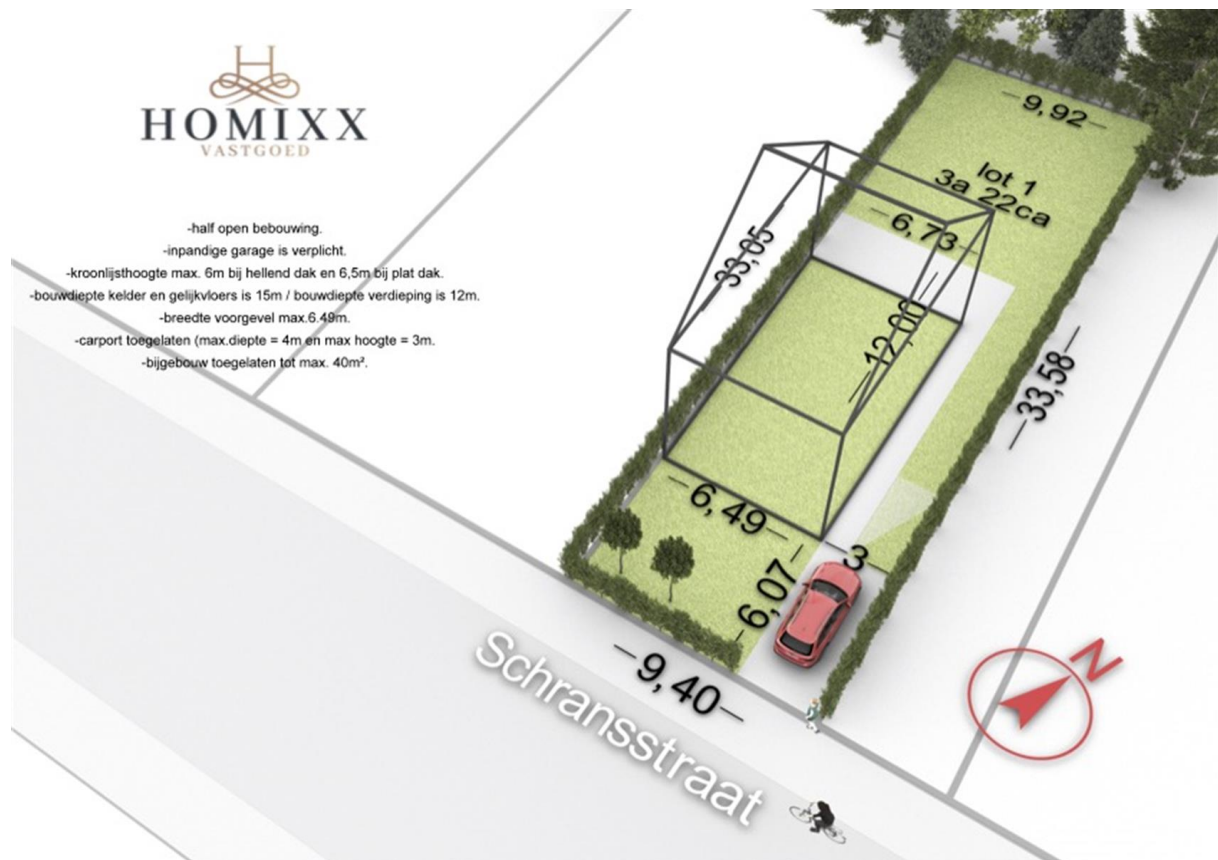 HOMIXX
VASTGOED
-half open bebouwing.
-inpandige garage is verplicht.
-kroonlijsthoogte max. 6m bij hellend dak en 6,5m bij plat dak.
-bouwdiepte kelder en gelijkvloers is 15m / bouwdiepte verdieping is 12m.
-breedte voorgevel max.6.49m.
-carport toegelaten (max.diepte = 4m en max hoogte = 3m.
-bijgebouw toegelaten tot max. 40m².
9,92
lot 1
3a 22ca
6,73
33,05
12,00
33,58
6,49
3
6,07
9,40
Schransstraat
N